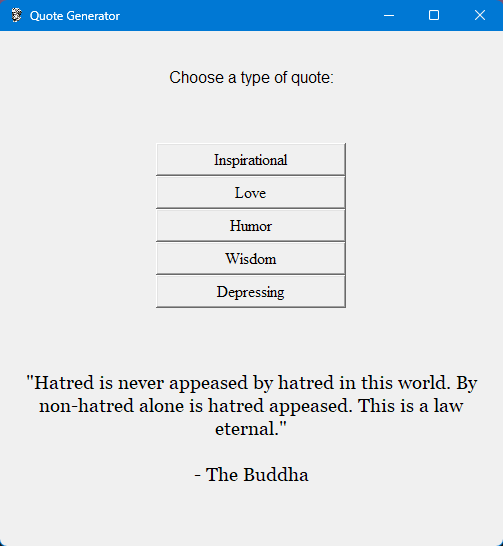 Quote Generator
Choose a type of quote:
Inspirational
Love
Humor
Wisdom
Depressing
"Hatred is never appeased by hatred in this world. By
non-hatred alone is hatred appeased. This is a law
eternal."
- The Buddha